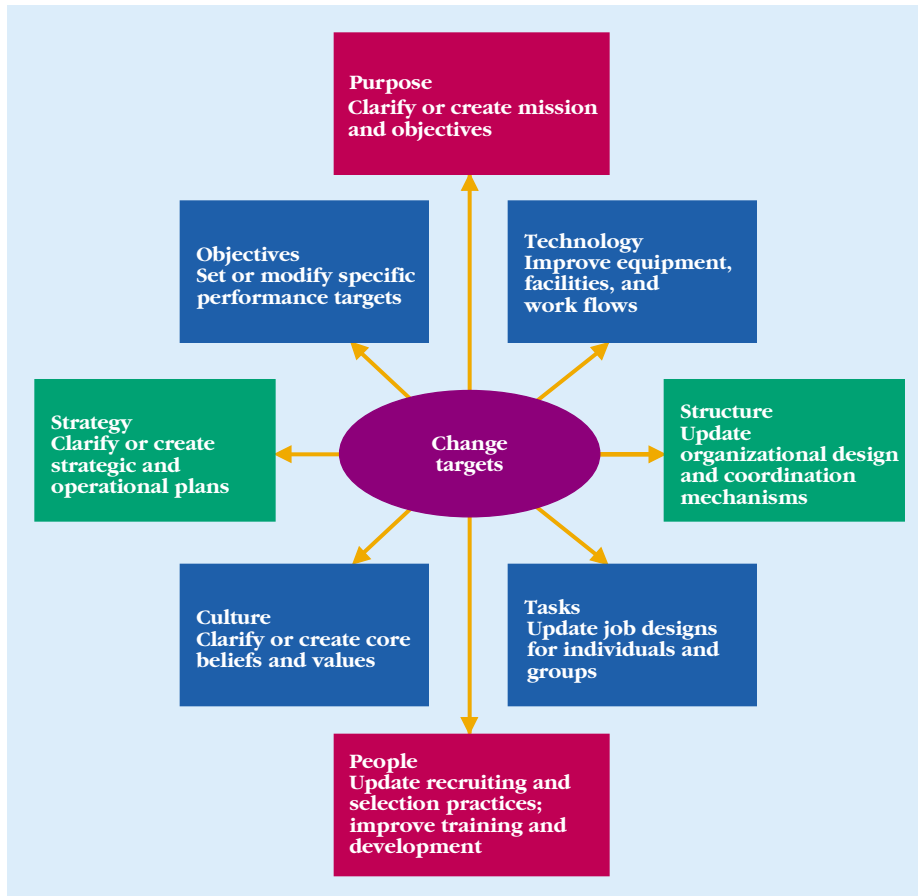 Purpose
Clarify or create mission
and objectives
Objectives
Set or modify specific
performance targets
Technology
Improve equipment,
facilities, and
work flows
Strategy
Clarify or create
strategic and
operational plans
Change
targets
Structure
Update
organizational design
and coordination
mechanisms
Culture
Clarify or create core
beliefs and values
Tasks
Update job designs
for individuals and
groups
People
Update recruiting and
selection practices;
improve training and
development